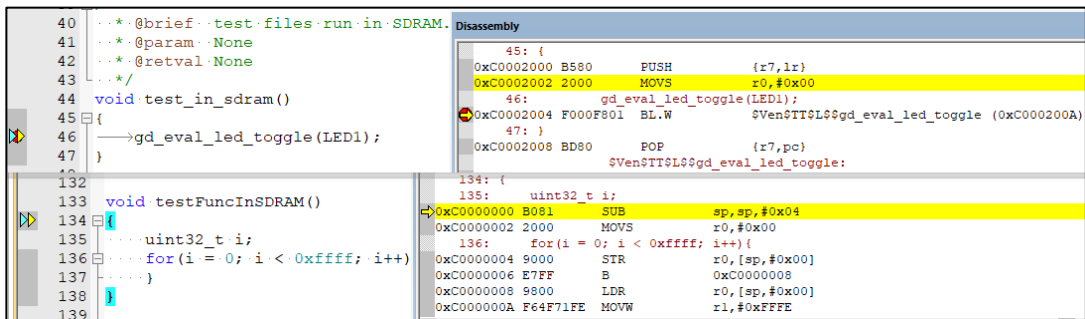 40 * @brief test files run in SDRAM.
41 * @param None
42 * @retval None
43 */
44 void test_in_sdram()
45 {
46 gd_eval_led_toggle(LED1);
47 }
Disassembly
45: {
0xC0002000 B580 PUSH {r7,lr}
0xC0002002 2000 MOVS r0,#0x00
46: gd_eval_led_toggle(LED1);
0xC0002004 F000F801 BL.W $Ven$TT$L$$gd_eval_led_toggle (0xC000200A)
47: }
0xC0002008 BD80 POP {r7,pc}
$Ven$TT$L$$gd_eval_led_toggle:
132
133 void testFuncInSDRAM()
134 {
135 uint32_t i;
136 for(i = 0; i < 0xffff; i++)
137 }
138 }
139
134: {
135: uint32_t i;
0xC0000000 B081 SUB sp,sp,#0x04
0xC0000002 2000 MOVS r0,#0x00
136: for(i = 0; i < 0xffff; i++){
0xC0000004 9000 STR r0,[sp,#0x00]
0xC0000006 E7FF B 0xC0000008
0xC0000008 9800 LDR r0,[sp,#0x00]
0xC000000A F64F71FE MOVW r1,#0xFFFE